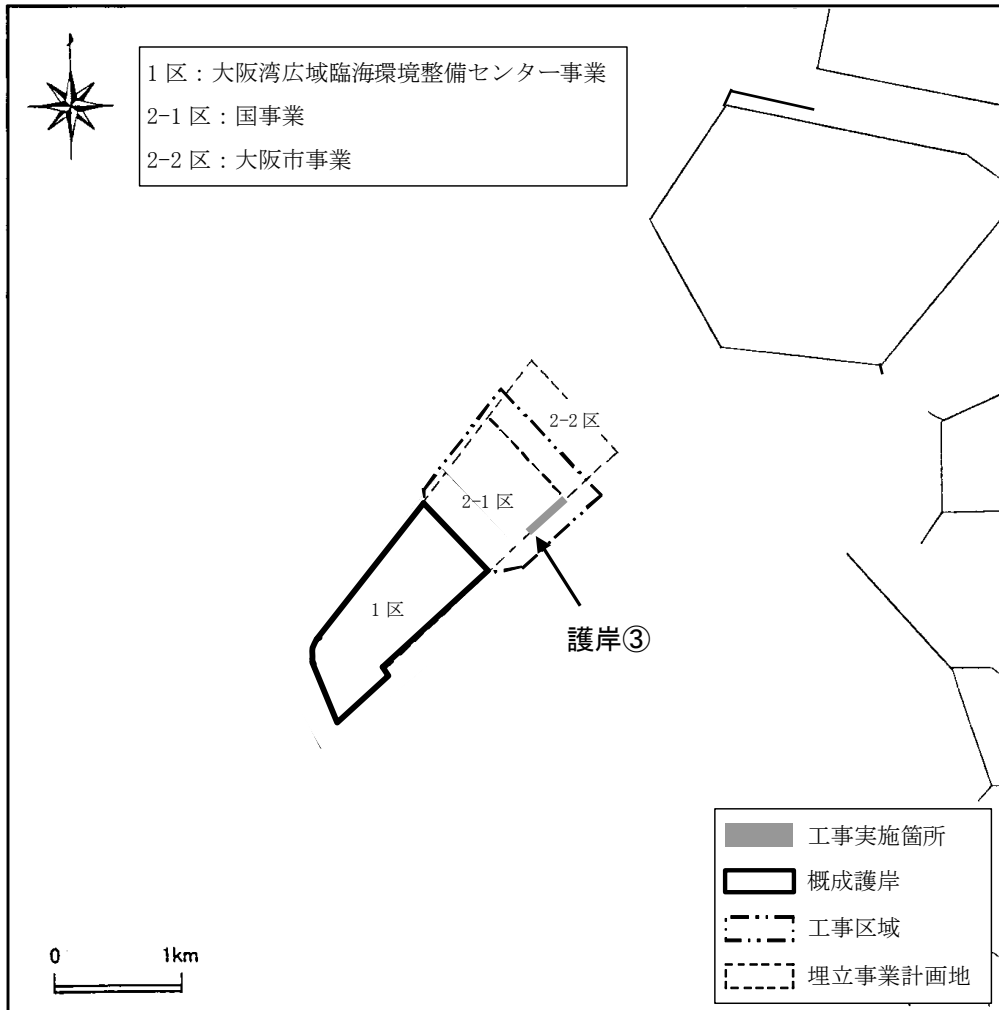 1区：大阪湾広域臨海環境整備センター事業
2-1区：国事業
2-2区：大阪市事業
2-2区
2-1区
1区
護岸③
工事実施箇所
概成護岸
工事区域
埋立事業計画地
0 1km